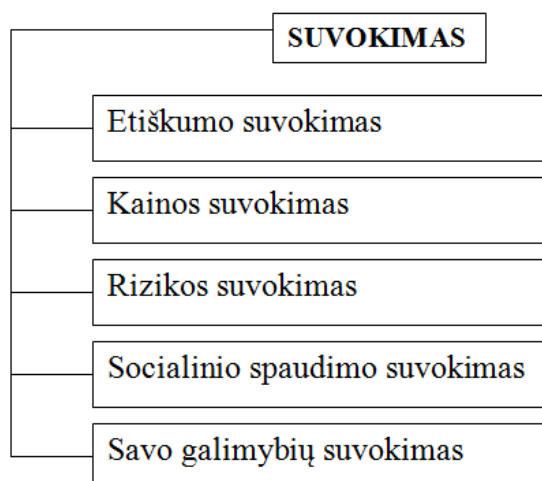 SUVOKIMAS
Etiškumo suvokimas
Kainos suvokimas
Rizikos suvokimas
Socialinio spaudimo suvokimas
Savo galimybių suvokimas